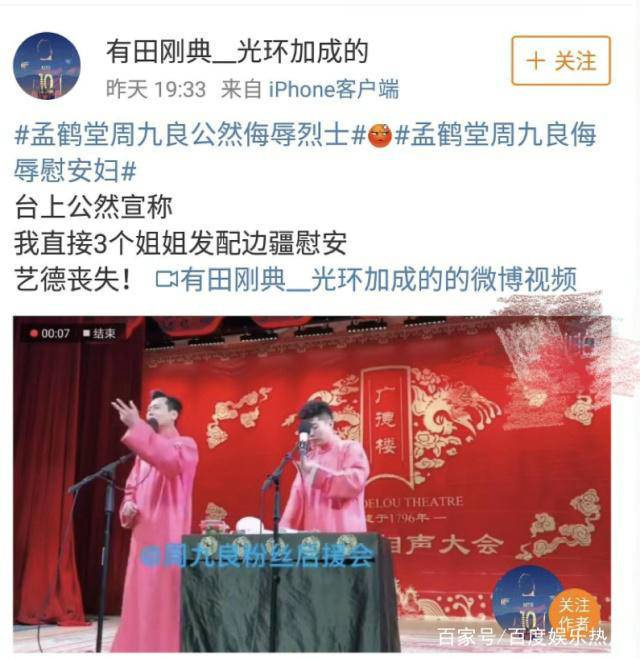 有田刚典__光环加成的
+ 关注
昨天 19:33 来自 iPhone客户端
#孟鹤堂周九良公然侮辱烈士##孟鹤堂周九良侮
辱慰安妇#
台上公然宣称
我直接3个姐姐发配边疆慰安
艺德丧失！有田刚典__光环加成的的微博视频
00:07 结束
广德楼
DELOU THEATRE
建于1796年
相声大会
@周九良粉丝后援会
关注
作者
百家号/百度娱乐热